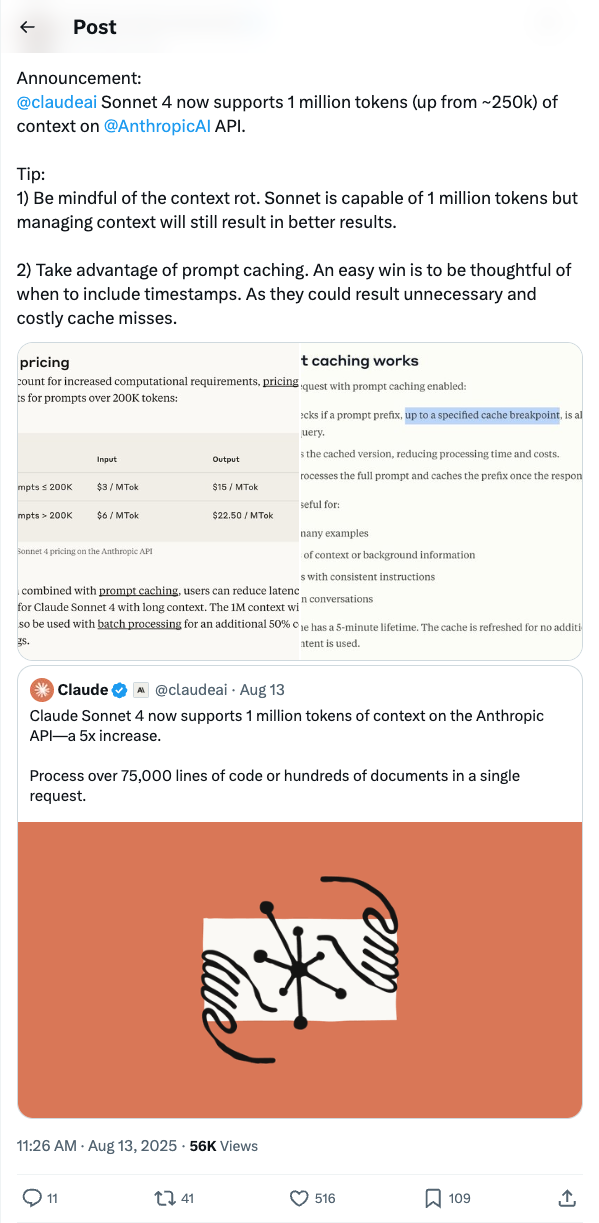 Post
Announcement:
@claudeai Sonnet 4 now supports 1 million tokens (up from ~250k) of
context on @AnthropicAI API.
Tip:
1) Be mindful of the context rot. Sonnet is capable of 1 million tokens but
managing context will still result in better results.
2) Take advantage of prompt caching. An easy win is to be thoughtful of
when to include timestamps. As they could result unnecessary and
costly cache misses.
pricing
count for increased computational requirements, pricing
ts for prompts over 200K tokens:
Input Output
mpts ≤ 200K $3 / MTok $15 / MTok
mpts > 200K $6 / MTok $22.50 / MTok
Sonnet 4 pricing on the Anthropic API
combined with prompt caching, users can reduce latenc
for Claude Sonnet 4 with long context. The 1M context wi
so be used with batch processing for an additional 50% c
gs.
t caching works
quest with prompt caching enabled:
ecks if a prompt prefix, up to a specified cache breakpoint, is al
uery.
s the cached version, reducing processing time and costs.
rocesses the full prompt and caches the prefix once the respon
seful for:
many examples
of context or background information
s with consistent instructions
n conversations
he has a 5-minute lifetime. The cache is refreshed for no additi
ntent is used.
Claude @claudeai · Aug 13
Claude Sonnet 4 now supports 1 million tokens of context on the Anthropic
API—a 5x increase.
Process over 75,000 lines of code or hundreds of documents in a single
request.
11:26 AM · Aug 13, 2025 · 56K Views
11 41 516 109